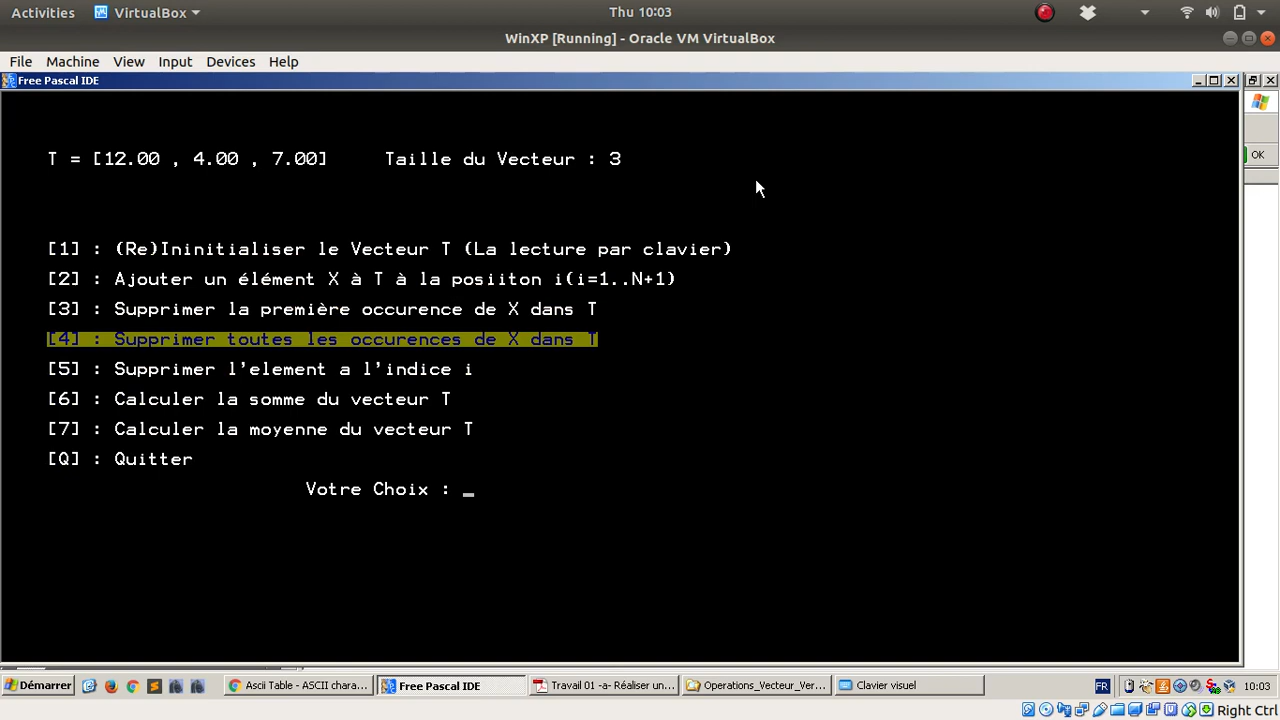 Activities VirtualBox Thu 10:03
WinXP [Running] - Oracle VM VirtualBox
File Machine View Input Devices Help
Free Pascal IDE
T = [12.00 , 4.00 , 7.00] Taille du Vecteur : 3
OK
[1] : (Re)Ininitialiser le Vecteur T (La lecture par clavier)
[2] : Ajouter un élément X à T à la posiiton i(i=1..N+1)
[3] : Supprimer la première occurence de X dans T
[4] : Supprimer toutes les occurences de X dans T
[5] : Supprimer l'element a l'indice i
[6] : Calculer la somme du vecteur T
[7] : Calculer la moyenne du vecteur T
[Q] : Quitter
Votre Choix : _
Démarrer Ascii Table - ASCII chara... Free Pascal IDE Travail 01 -a- Réaliser un... Operations_Vecteur_Ver... Clavier visuel FR 10:03
Right Ctrl